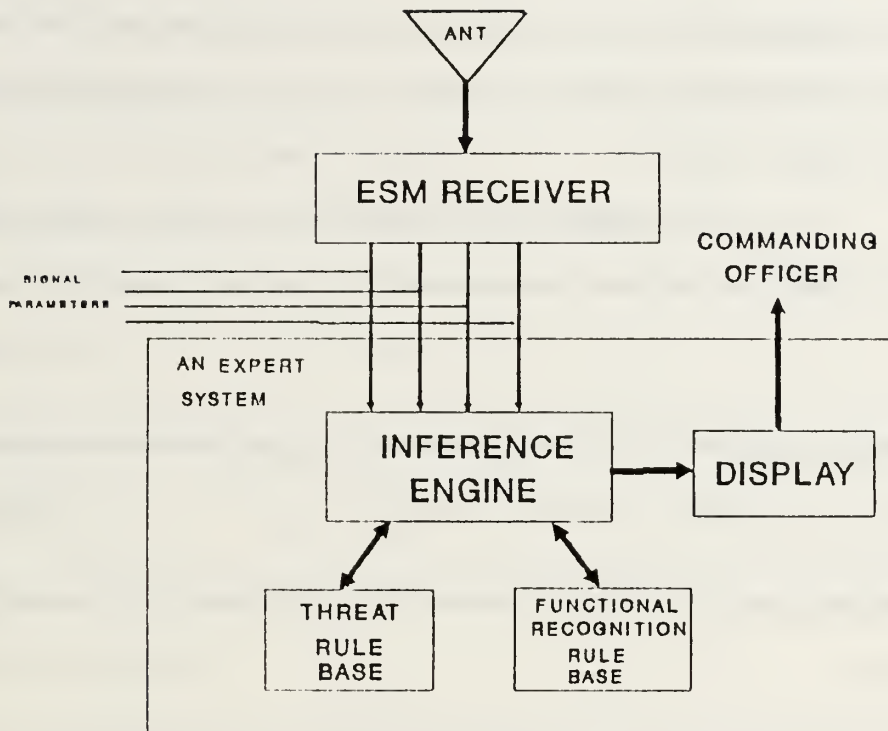 ANT
ESM RECEIVER
COMMANDING
OFFICER
SIGNAL
PARAMETERS
AN EXPERT
SYSTEM
INFERENCE
ENGINE
DISPLAY
THREAT
RULE
BASE
FUNCTIONAL
RECOGNITION
RULE
BASE